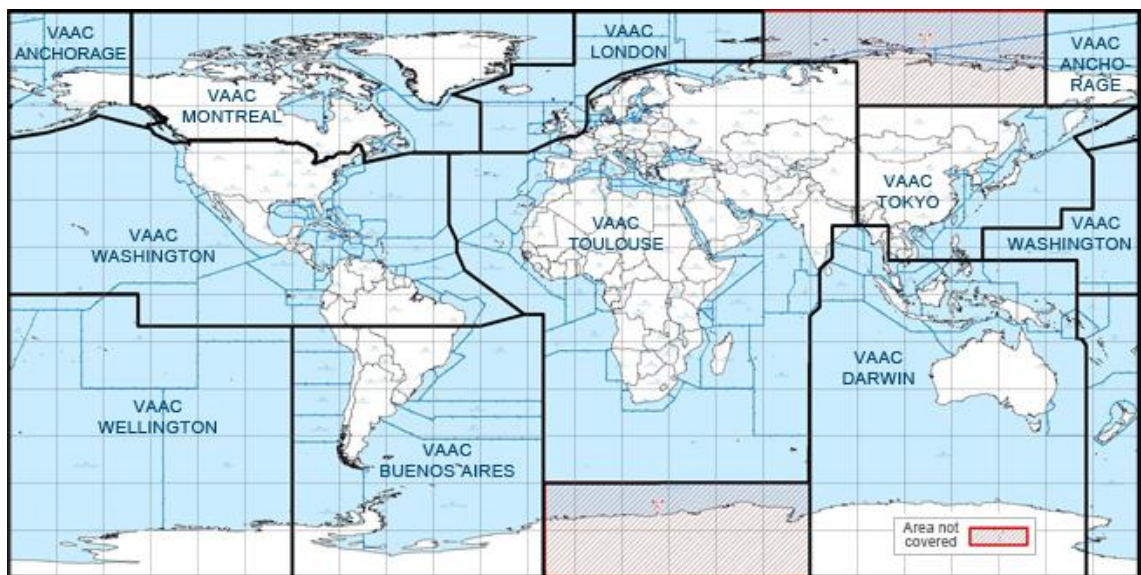 VAAC
ANCHORAGE
VAAC
MONTREAL
VAAC
LONDON
VAAC
ANCHO-
RAGE
VAAC
TOKYO
VAAC
WASHINGTON
VAAC
TOULOUSE
VAAC
WASHINGTON
VAAC
DARWIN
VAAC
WELLINGTON
VAAC
BUENOS AIRES
Area not
covered